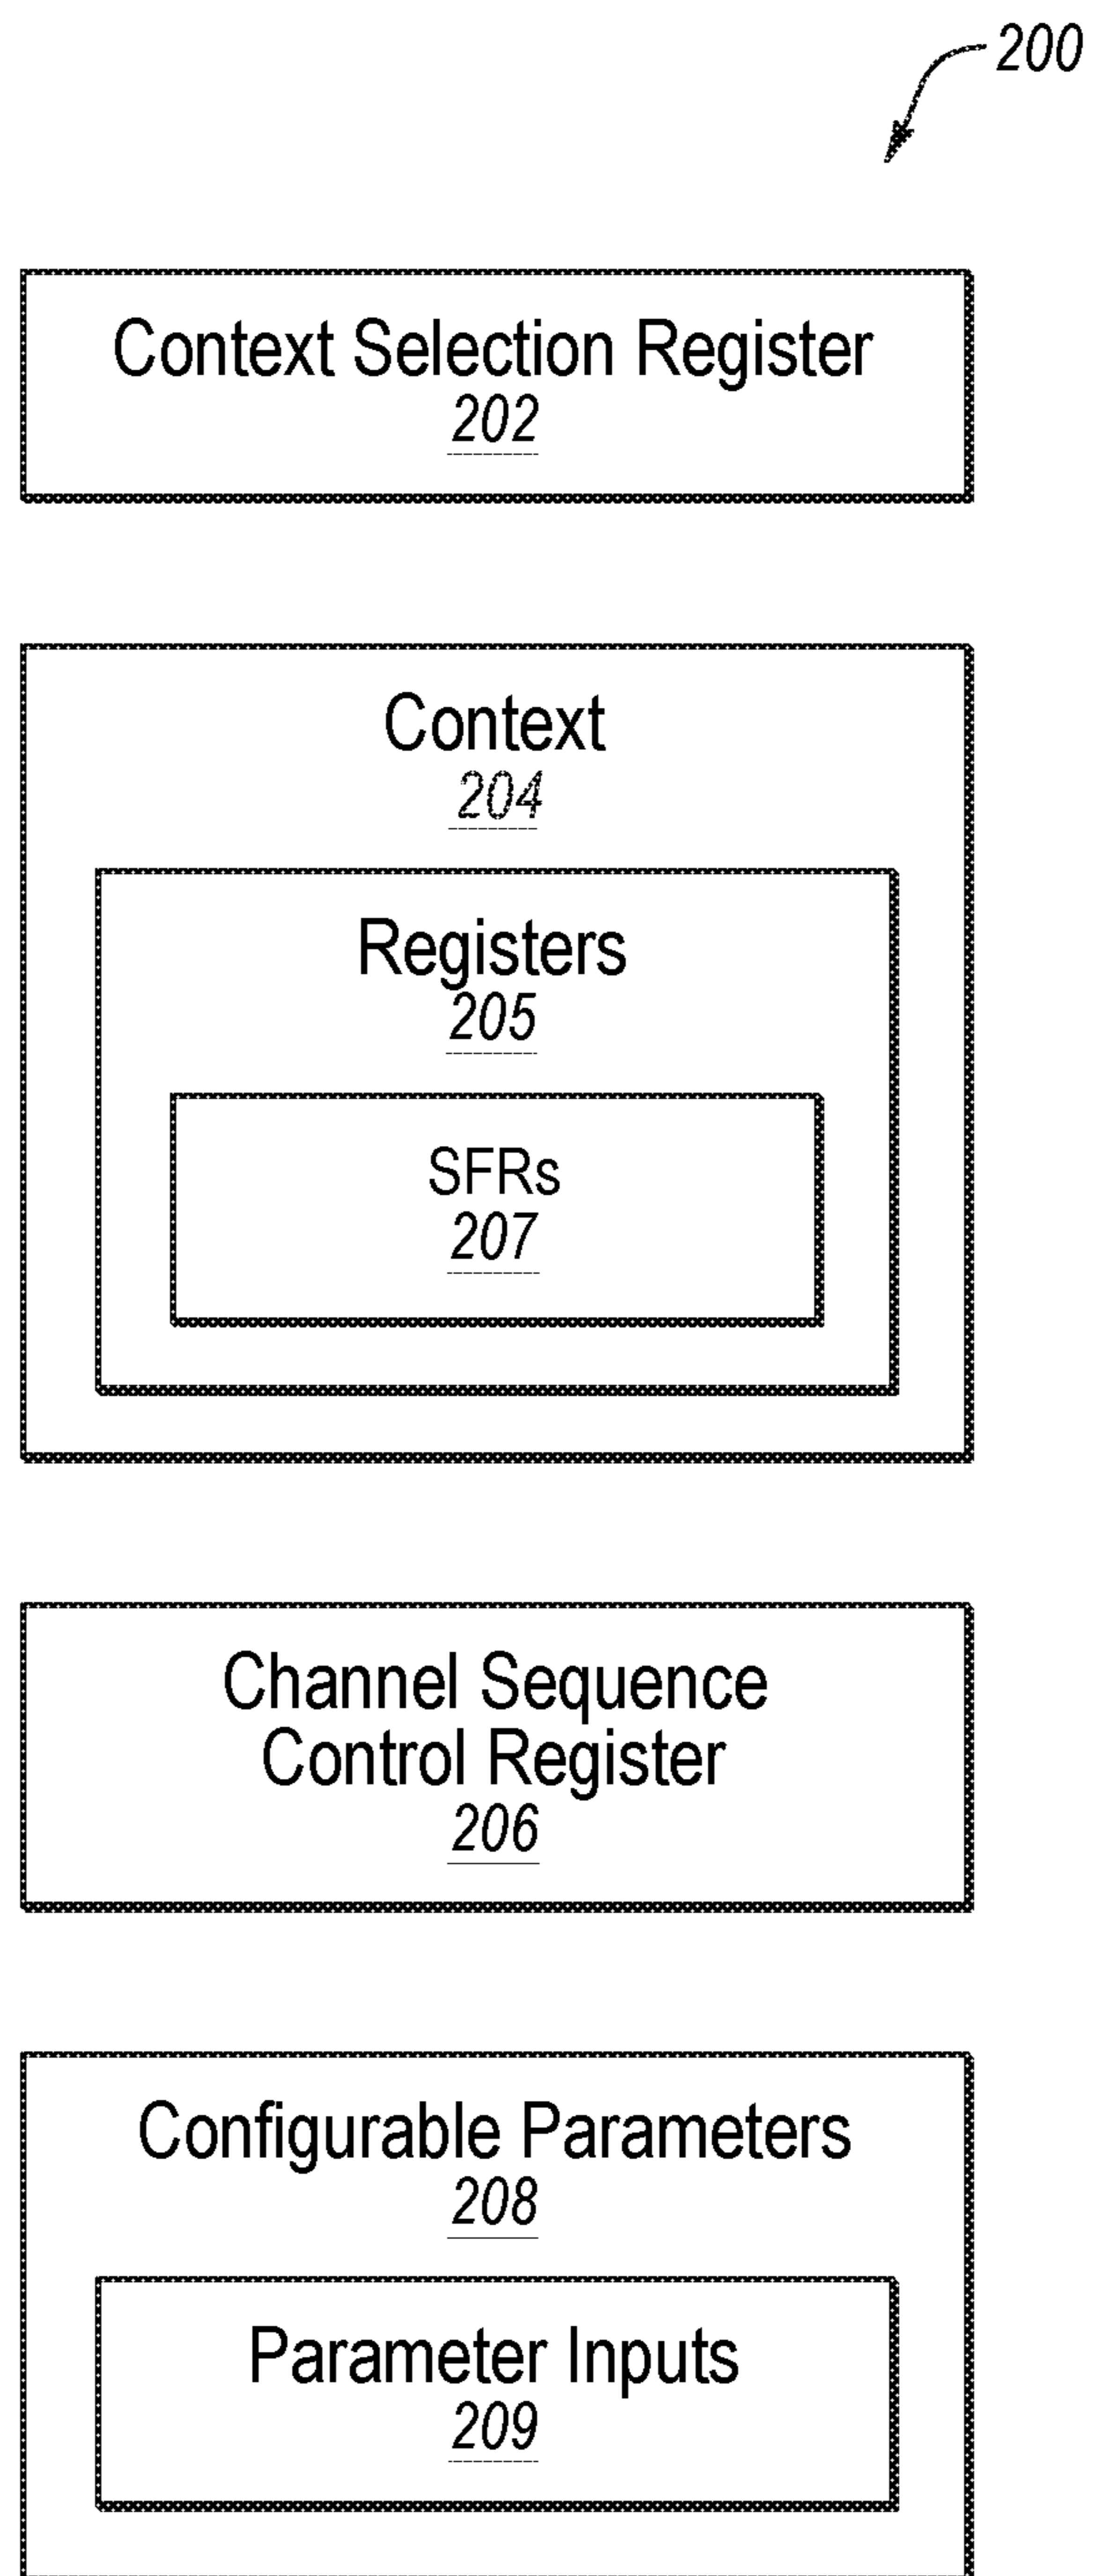 200
Context Selection Register
202
Context
204
Registers
205
SFRs
207
Channel Sequence
Control Register
206
Configurable Parameters
208
Parameter Inputs
209